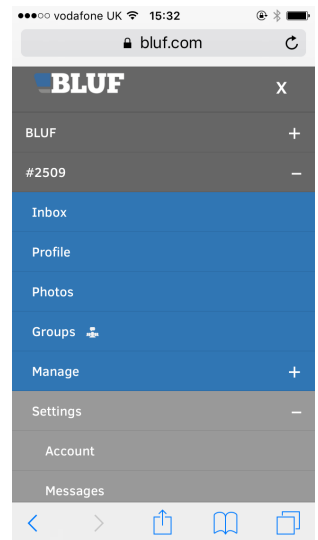 vodafone UK 15:32
bluf.com
BLUF X
BLUF +
#2509 −
Inbox
Profile
Photos
Groups
Manage +
Settings −
Account
Messages